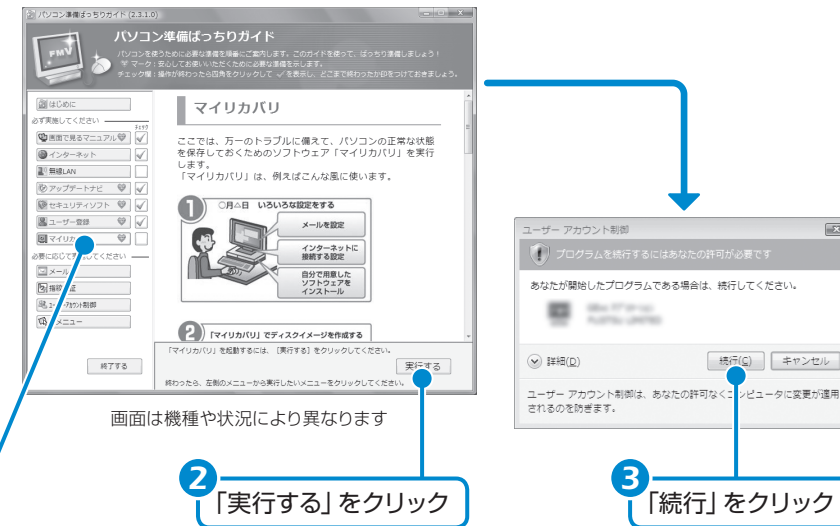 パソコン準備ばっちりガイド (2.3.1.0)
パソコン準備ばっちりガイド
FMV
パソコンを使うために必要な準備を順番にご案内します。このガイドを使って、ばっちり準備しましょう！
マーク：安心してお使いいただくために必要な準備を示します。
チェック欄：操作が終わったら四角をクリックして ✓ を表示し、どこまで終わったか印をつけておきましょう。
はじめに
必ず実施してください
チェック
画面で見るマニュアル
インターネット
無線LAN
アップデートナビ
セキュリティソフト
ユーザー登録
マイリカ
必要に応じて
してください
メール
メニュー
終了する
マイリカバリ
ここでは、万一のトラブルに備えて、パソコンの正常な状態
を保存しておくためのソフトウェア「マイリカバリ」を実行
します。
「マイリカバリ」は、例えばこんな風に使います。
1
○月△日 いろいろな設定をする
メールを設定
インターネットに
接続する設定
自分で用意した
ソフトウェアを
インストール
2
「マイリカバリ」でディスクイメージを作成する
「マイリカバリ」を起動するには、［実行する］をクリックしてください。
実行する
終わったら、左側のメニューから実行したいメニューをクリックしてください。
画面は機種や状況により異なります
2
「実行する」をクリック
ユーザー アカウント制御
プログラムを続行するにはあなたの許可が必要です
あなたが開始したプログラムである場合は、続行してください。
詳細(D)
続行(C)
キャンセル
ユーザー アカウント制御は、あなたの許可なくコンピュータに変更が適用
されるのを防ぎます。
3
「続行」をクリック